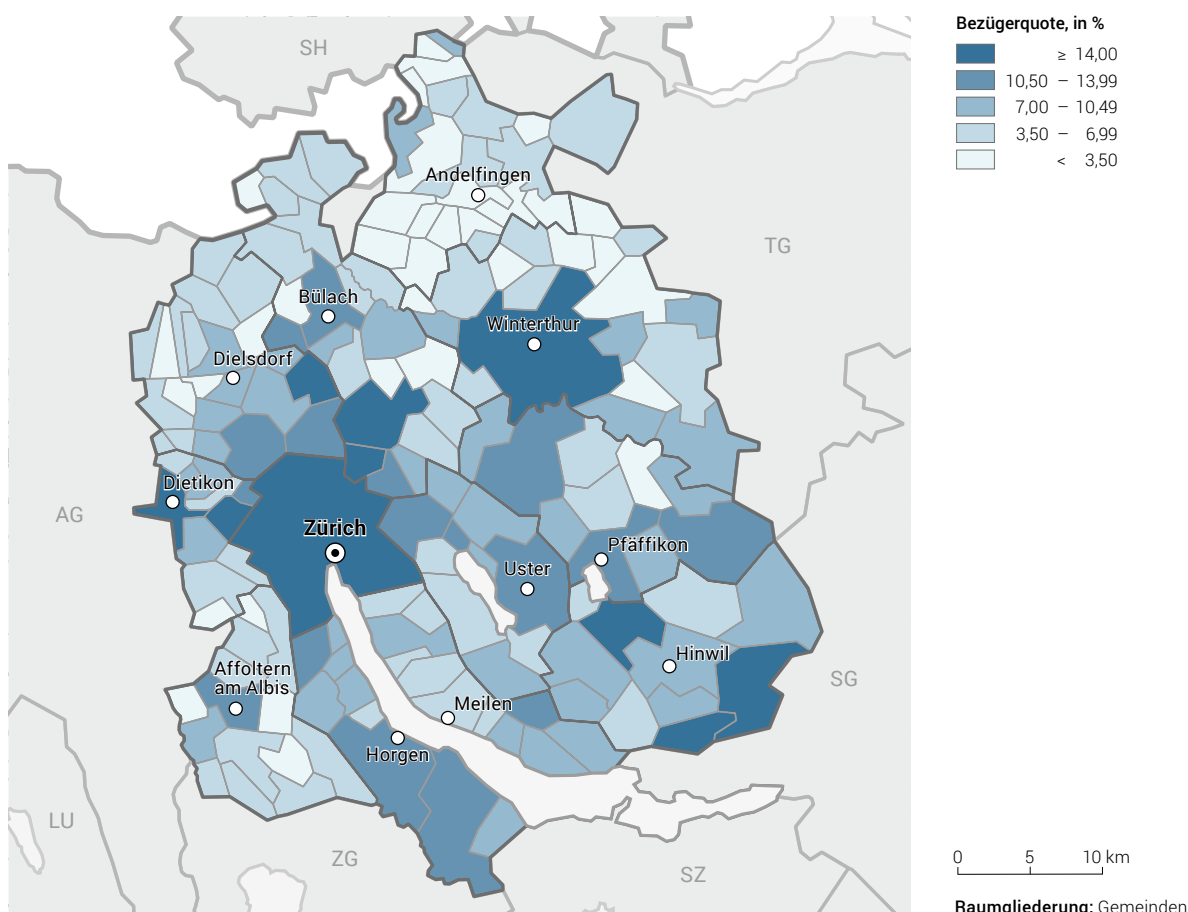 Bezügerquote, in %
≥ 14,00
10,50 – 13,99
7,00 – 10,49
3,50 – 6,99
< 3,50
SH
Andelfingen
TG
Bülach
Winterthur
Dielsdorf
Dietikon
AG
Zürich
Pfäffikon
Uster
Hinwil
Affoltern
am Albis
SG
Meilen
Horgen
LU
ZG
SZ
0 5 10 km
Raumgliederung: Gemeinden